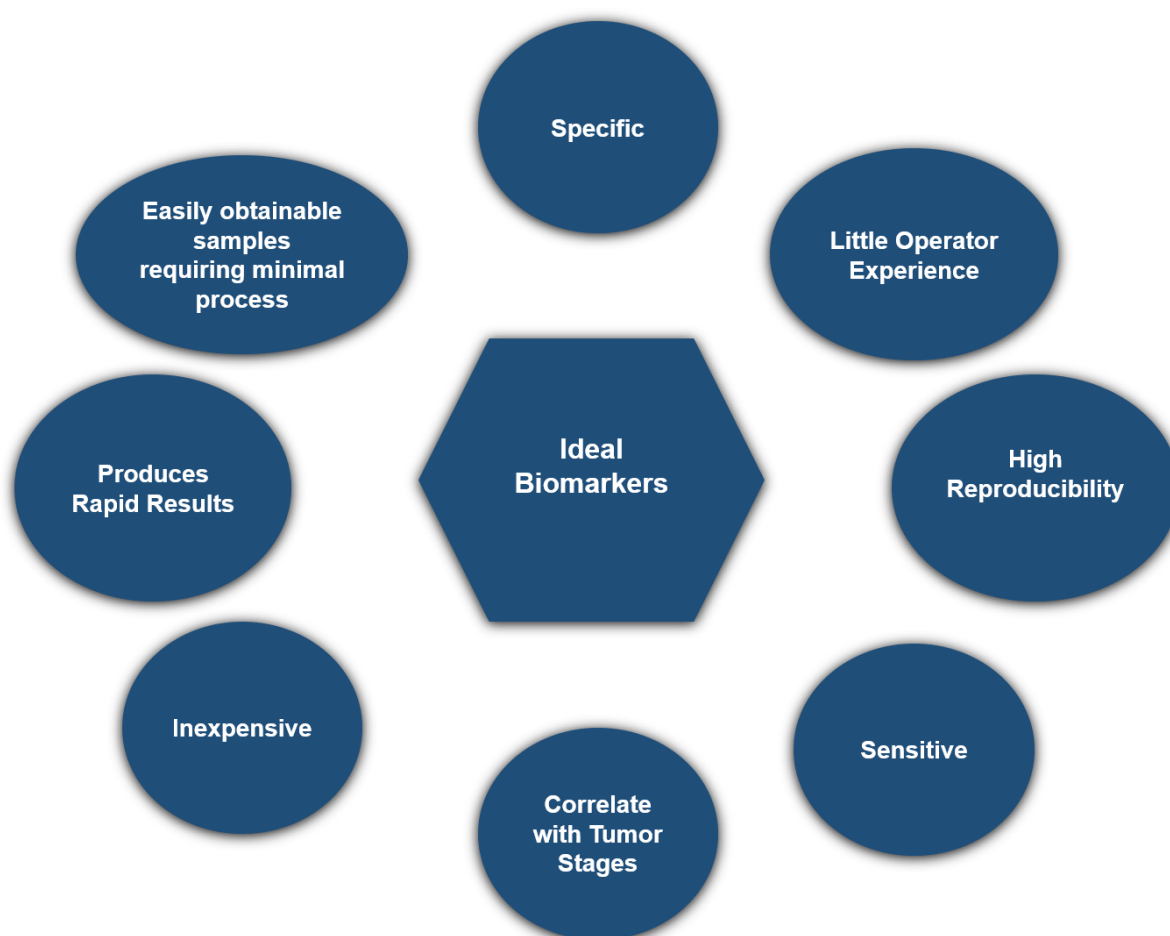 Specific
Easily obtainable
samples
requiring minimal
process
Little Operator
Experience
Ideal
Biomarkers
Produces
Rapid Results
High
Reproducibility
Inexpensive
Sensitive
Correlate
with Tumor
Stages